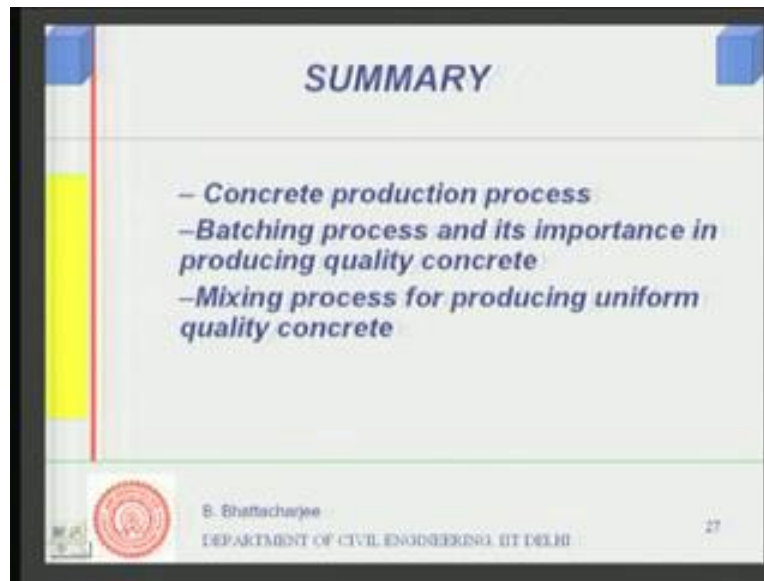 SUMMARY
– Concrete production process
–Batching process and its importance in
producing quality concrete
–Mixing process for producing uniform
quality concrete
B. Bhattacharjee
DEPARTMENT OF CIVIL ENGINEERING, IIT DELHI
27